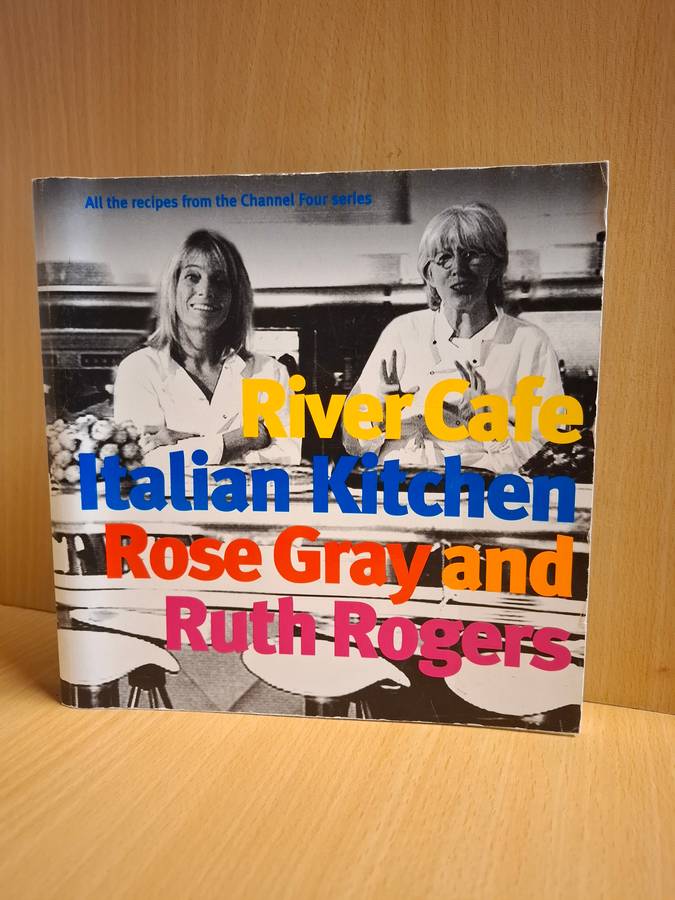 All the recipes from the Channel Four series
River Cafe
Italian Kitchen
Rose Gray and
Ruth Rogers